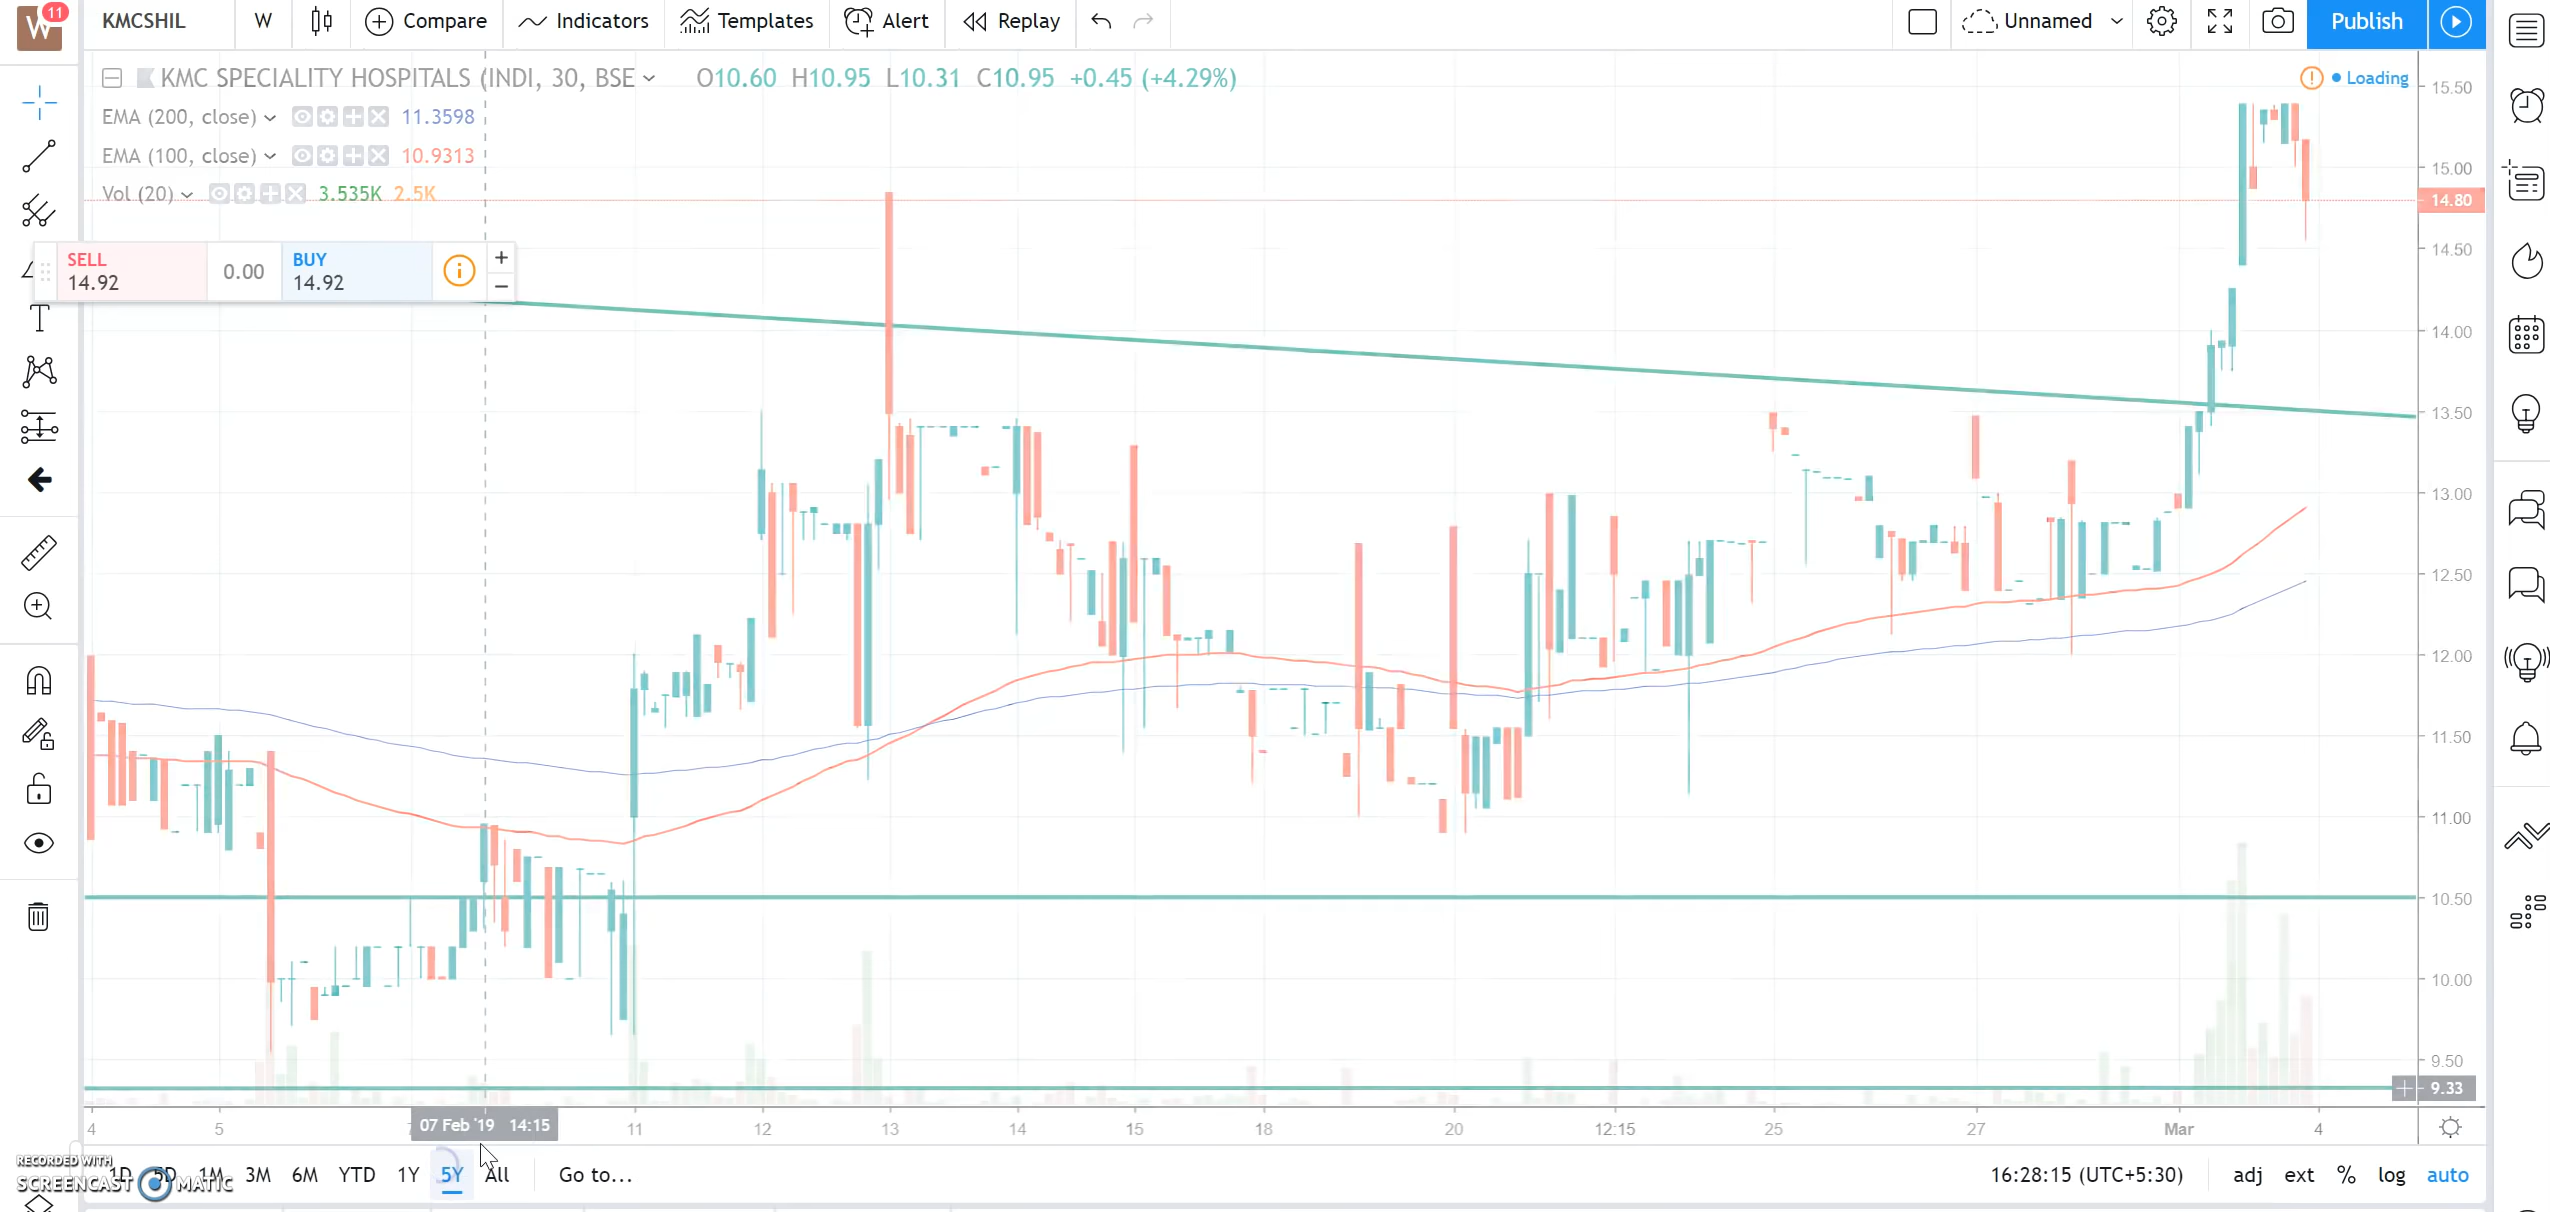 W 11 KMCSHIL W Compare Indicators Templates Alert Replay Unnamed Publish
KMC SPECIALITY HOSPITALS (INDI, 30, BSE O10.60 H10.95 L10.31 C10.95 +0.45 (+4.29%) Loading
EMA (200, close) 11.3598
EMA (100, close) 10.9313
Vol (20) 3.535K 2.5K
SELL
14.92
0.00
BUY
14.92
T
15.50
15.00
14.80
14.50
14.00
13.50
13.00
12.50
12.00
11.50
11.00
10.50
10.00
9.50
9.33
4 5 07 Feb '19 14:15 11 12 13 14 15 18 20 12:15 25 27 Mar 4
1D 5D 1M 3M 6M YTD 1Y 5Y All Go to... 16:28:15 (UTC+5:30) adj ext % log auto
RECORDED WITH
SCREENCAST MATIC